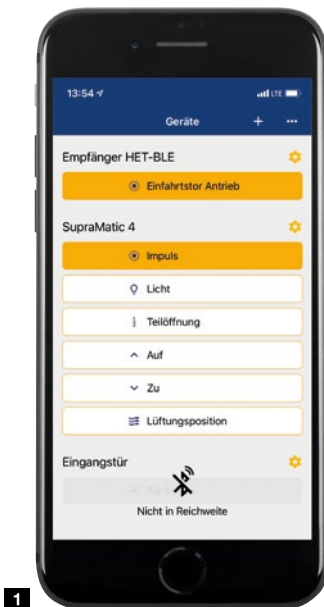 13:54 LTE
Geräte + ...
Empfänger HET-BLE
Einfahrtstor Antrieb
SupraMatic 4
Impuls
Licht
Teilöffnung
Auf
Zu
Lüftungsposition
Eingangstür
Nicht in Reichweite
1